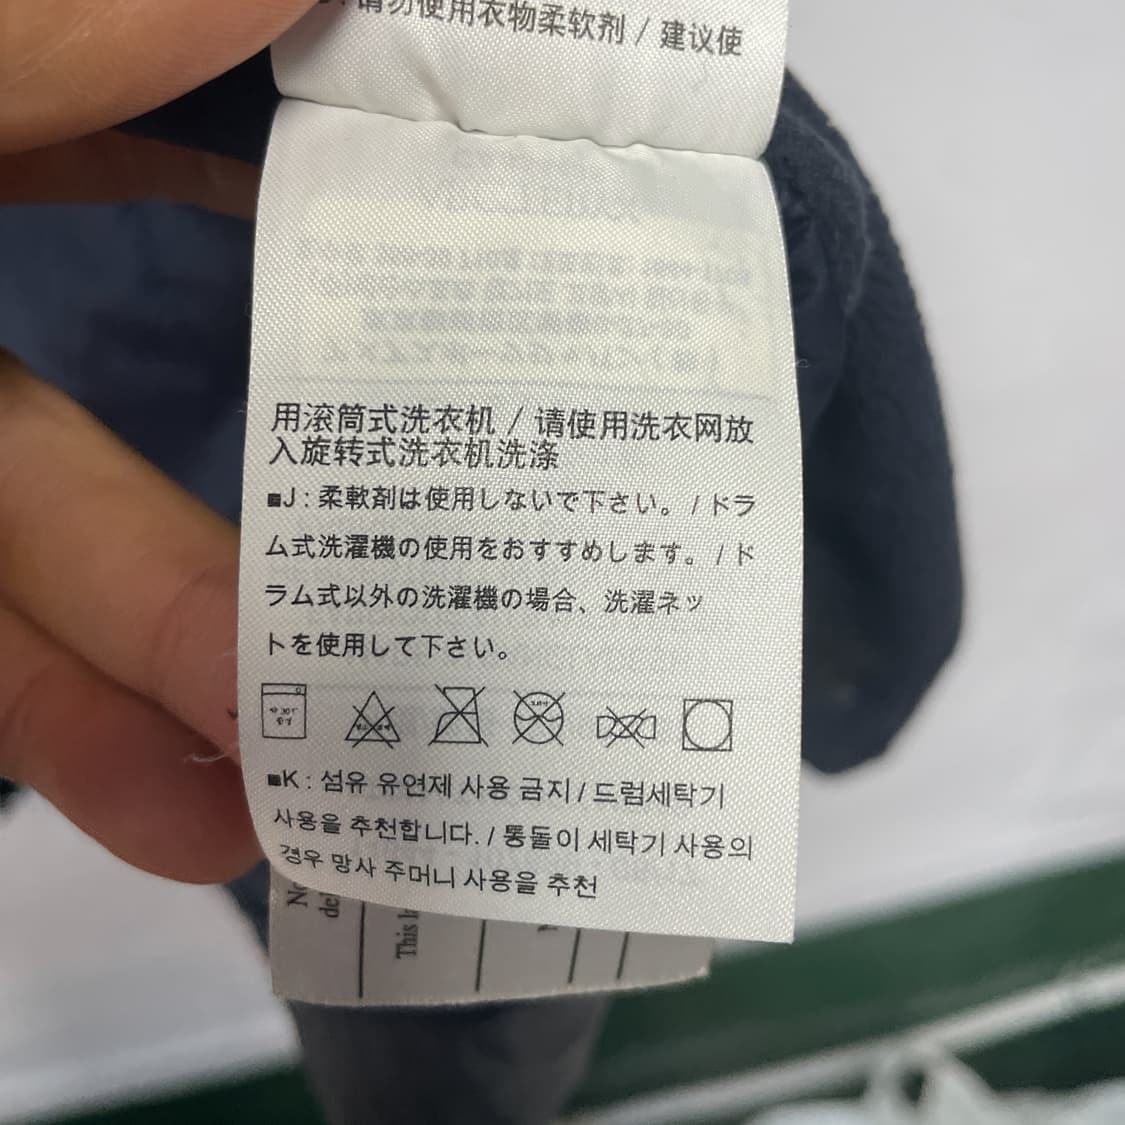 请勿使用衣物柔软剂 / 建议使
用滚筒式洗衣机 / 请使用洗衣网放
入旋转式洗衣机洗涤
■J : 柔軟剤は使用しないで下さい。 / ドラ
ム式洗濯機の使用をおすすめします。 / ド
ラム式以外の洗濯機の場合、洗濯ネッ
トを使用して下さい。
약 30℃
중성
■K : 섬유 유연제 사용 금지 / 드럼세탁기
사용을 추천합니다. / 통돌이 세탁기 사용의
경우 망사 주머니 사용을 추천
This